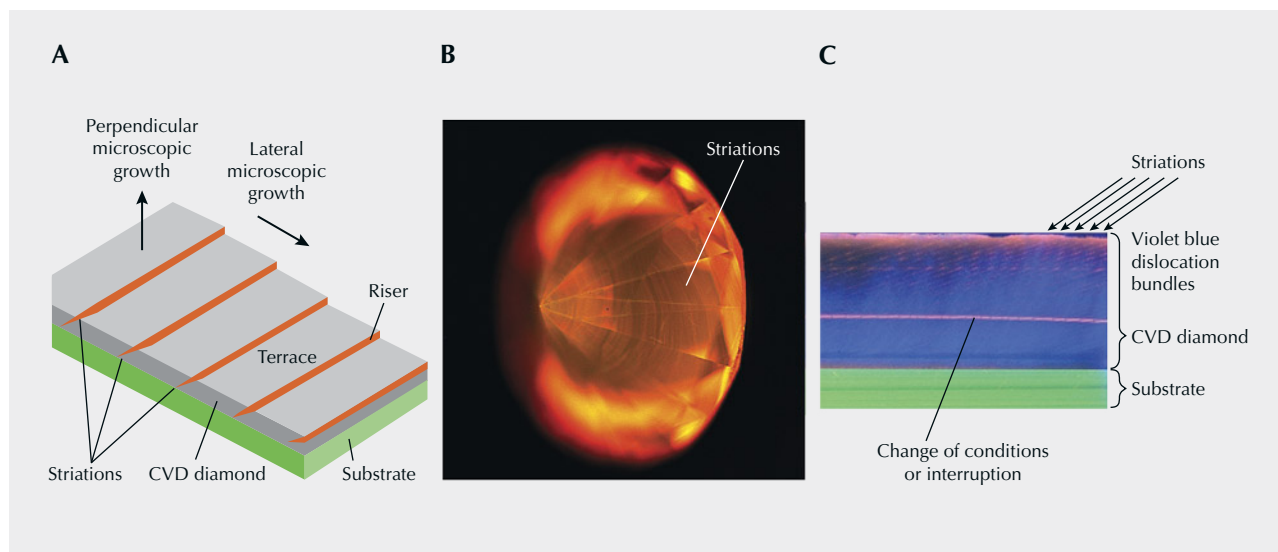 A
Perpendicular
microscopic
growth
Lateral
microscopic
growth
Riser
Terrace
Striations
CVD diamond
Substrate
B
Striations
C
Striations
Violet blue
dislocation
bundles
CVD diamond
Substrate
Change of conditions
or interruption